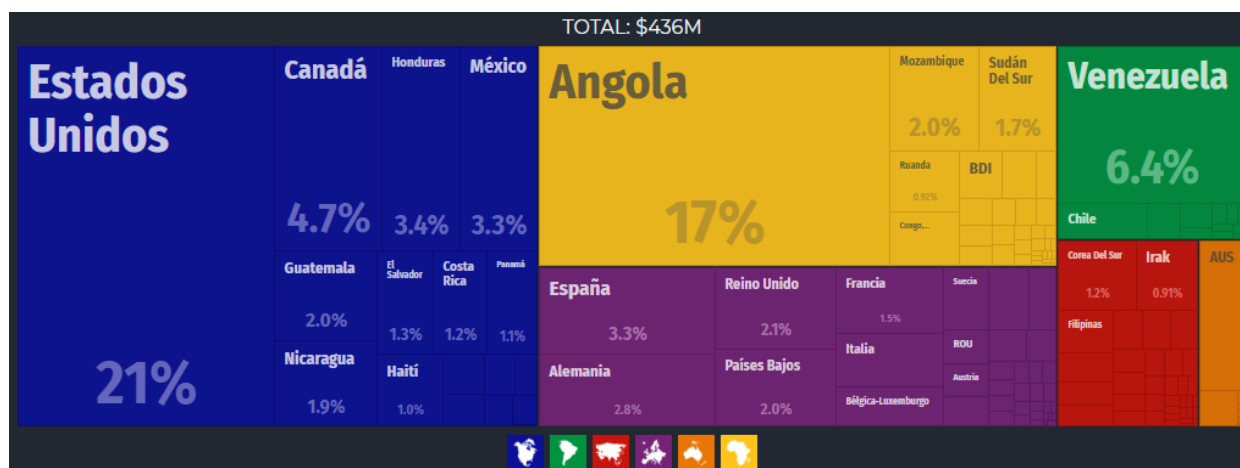 TOTAL: $436M
Estados
Unidos
21%
Canadá
4.7%
Honduras
3.4%
México
3.3%
Guatemala
2.0%
Nicaragua
1.9%
El
Salvador
1.3%
Costa
Rica
1.2%
Panamá
1.1%
Haití
1.0%
Angola
17%
Mozambique
2.0%
Sudán
Del Sur
1.7%
Ruanda
0.92%
BDI
Congo,...
España
3.3%
Alemania
2.8%
Reino Unido
2.1%
Países Bajos
2.0%
Francia
1.5%
Italia
Bélgica-Luxemburgo
Suecia
ROU
Austria
Venezuela
6.4%
Chile
Corea Del Sur
1.2%
Irak
0.91%
Filipinas
AUS